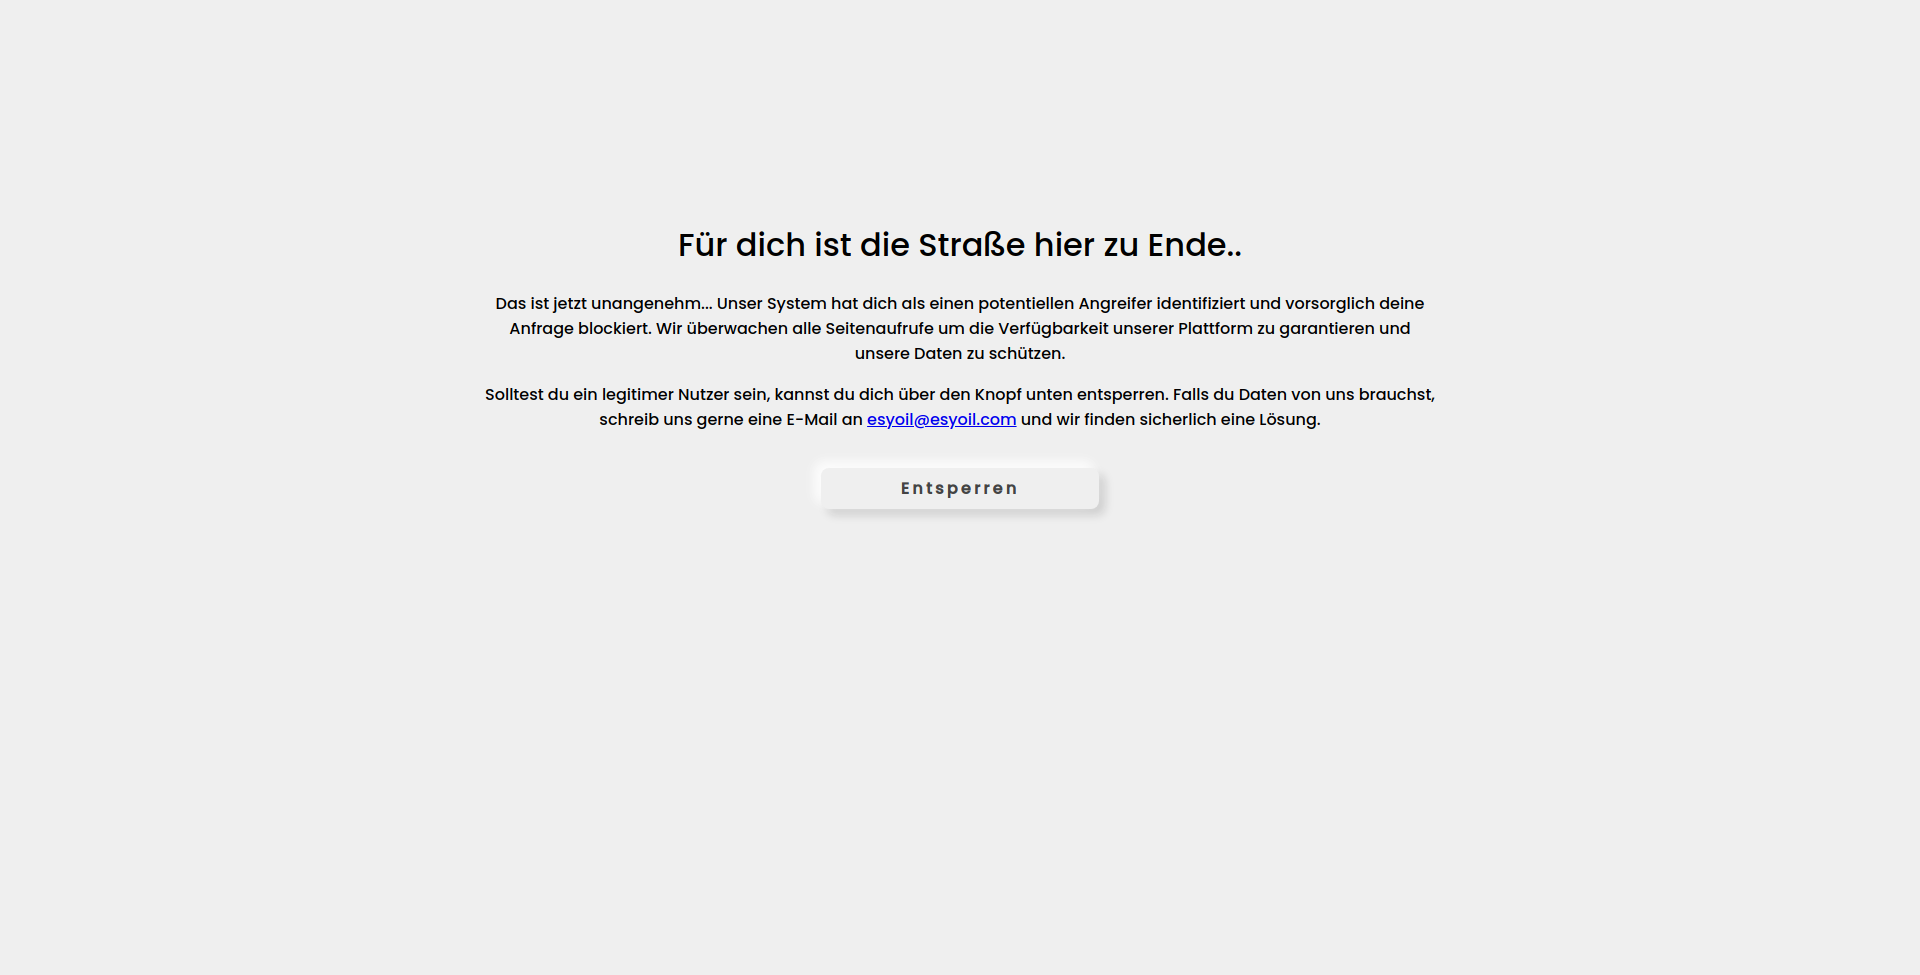 Für dich ist die Straße hier zu Ende..
Das ist jetzt unangenehm... Unser System hat dich als einen potentiellen Angreifer identifiziert und vorsorglich deine
Anfrage blockiert. Wir überwachen alle Seitenaufrufe um die Verfügbarkeit unserer Plattform zu garantieren und
unsere Daten zu schützen.
Solltest du ein legitimer Nutzer sein, kannst du dich über den Knopf unten entsperren. Falls du Daten von uns brauchst,
schreib uns gerne eine E-Mail an esyoil@esyoil.com und wir finden sicherlich eine Lösung.
Entsperren